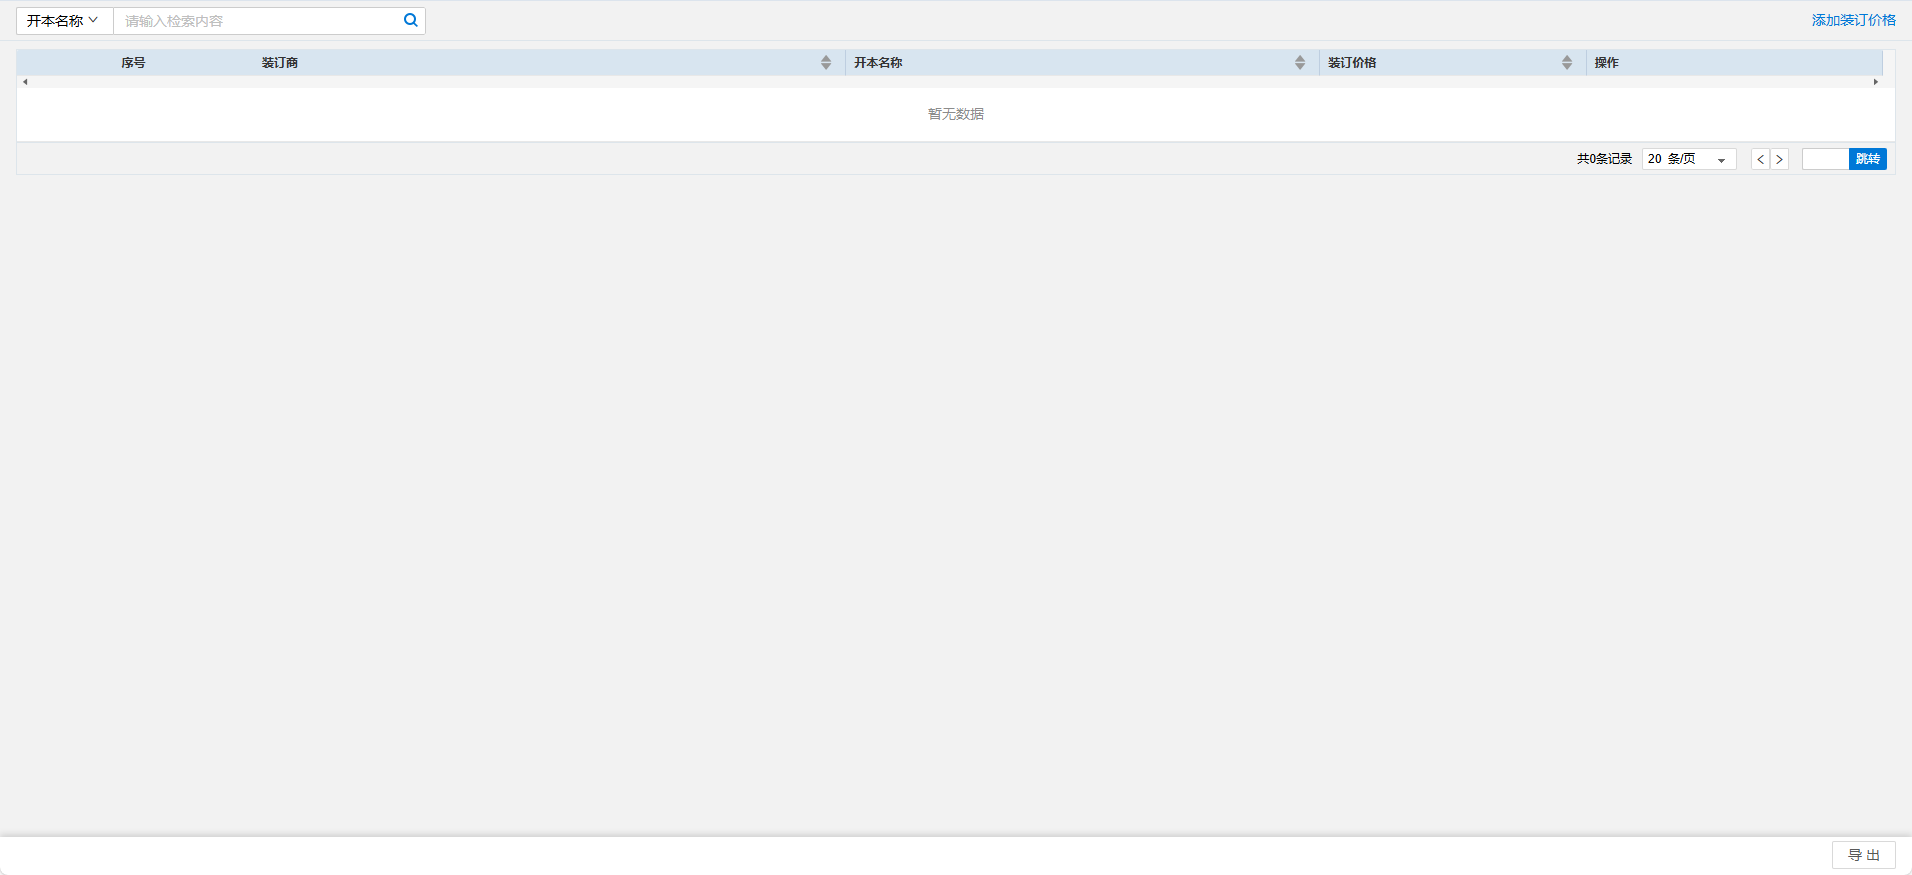 开本名称 请输入检索内容 添加装订价格
序号 装订商 开本名称 装订价格 操作
暂无数据
共0条记录 20 条/页 < > 跳转
导 出